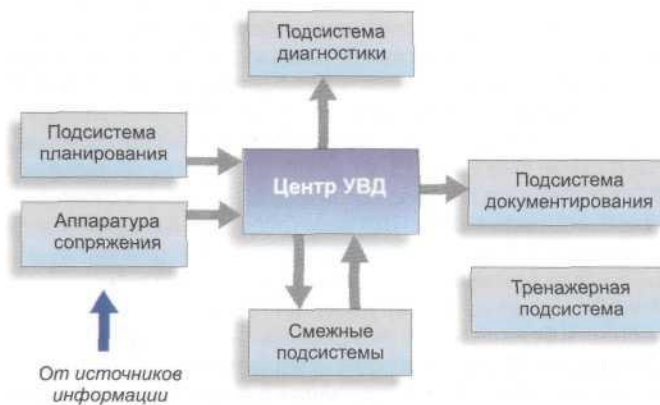 Подсистема
диагностики
Подсистема
планирования
Центр УВД
Подсистема
документирования
Аппаратура
сопряжения
Тренажерная
подсистема
Смежные
подсистемы
От источников
информации